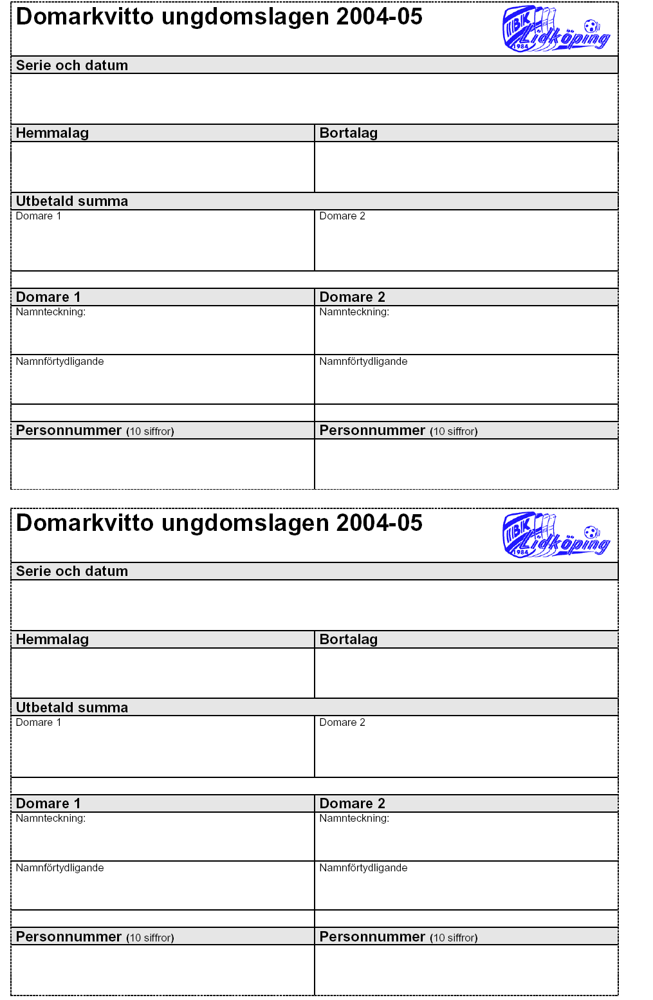 Domarkvitto ungdomslagen 2004-05
IBK Lidköping
1984
Serie och datum
Hemmalag Bortalag
Utbetald summa
Domare 1 Domare 2
Domare 1 Domare 2
Namnteckning: Namnteckning:
Namnförtydligande Namnförtydligande
Personnummer (10 siffror) Personnummer (10 siffror)
Domarkvitto ungdomslagen 2004-05
IBK Lidköping
1984
Serie och datum
Hemmalag Bortalag
Utbetald summa
Domare 1 Domare 2
Domare 1 Domare 2
Namnteckning: Namnteckning:
Namnförtydligande Namnförtydligande
Personnummer (10 siffror) Personnummer (10 siffror)